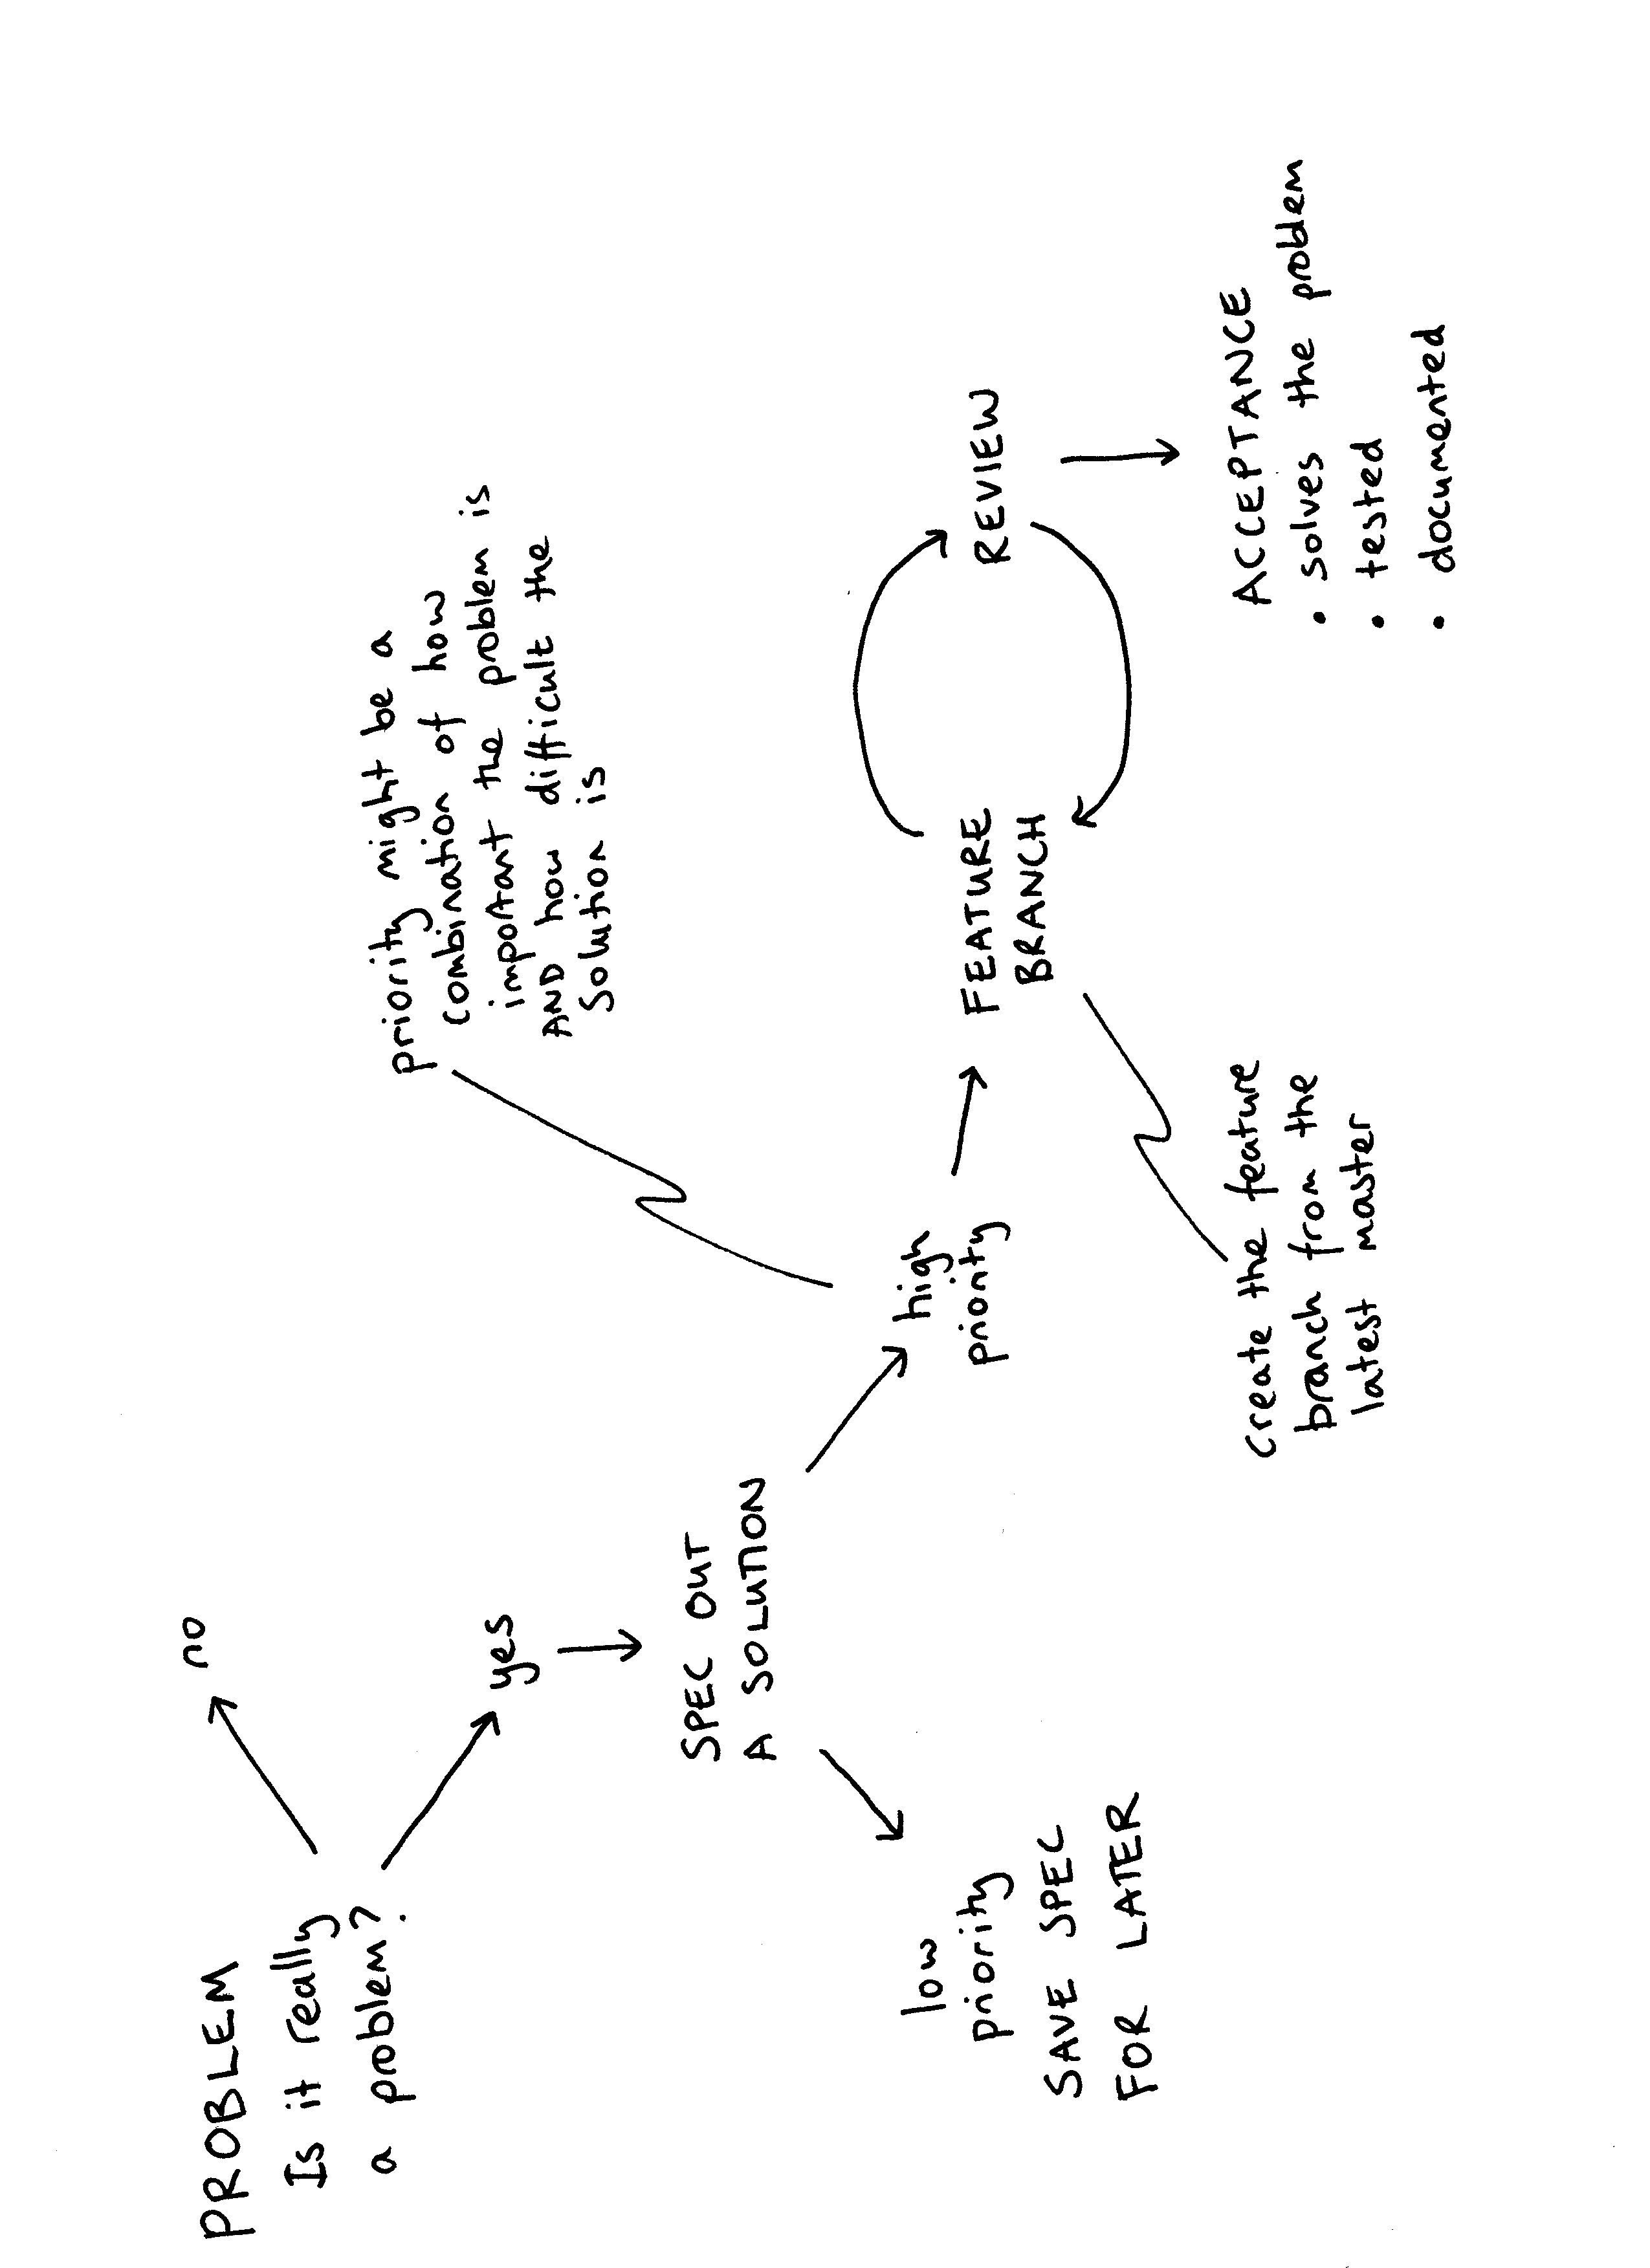 PROBLEM
Is it really
a problem?
no
yes
SPEC OUT
A SOLUTION
priority might be a
combination of how
important the problem is
AND how difficult the
solution is
low
priority
SAVE SPEC
FOR LATER
high
priority
FEATURE
BRANCH
REVIEW
create the feature
branch from the
latest master
ACCEPTANCE
• solves the problem
• tested
• documented